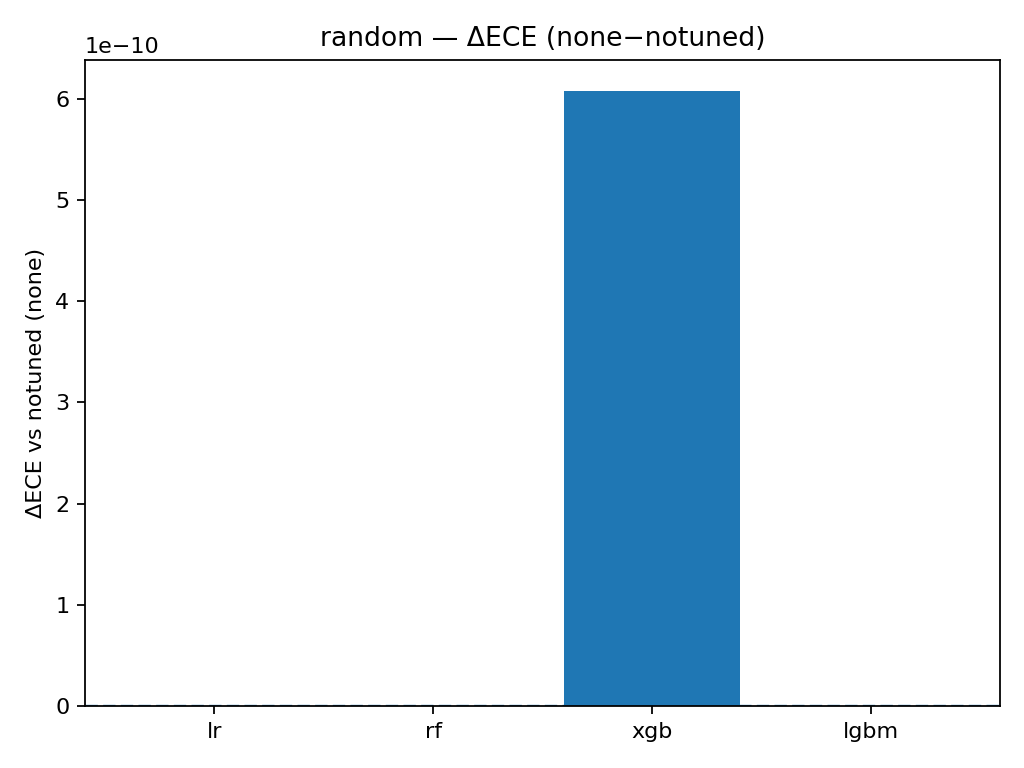 random — ΔECE (none−notuned)
1e−10
ΔECE vs notuned (none)
6
5
4
3
2
1
0
lr
rf
xgb
lgbm